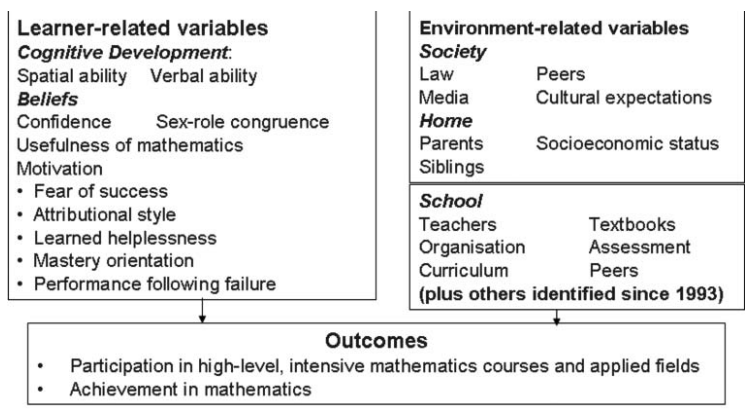 Learner-related variables
Cognitive Development:
Spatial ability Verbal ability
Beliefs
Confidence Sex-role congruence
Usefulness of mathematics
Motivation
• Fear of success
• Attributional style
• Learned helplessness
• Mastery orientation
• Performance following failure
Environment-related variables
Society
Law Peers
Media Cultural expectations
Home
Parents Socioeconomic status
Siblings
School
Teachers Textbooks
Organisation Assessment
Curriculum Peers
(plus others identified since 1993)
Outcomes
• Participation in high-level, intensive mathematics courses and applied fields
• Achievement in mathematics